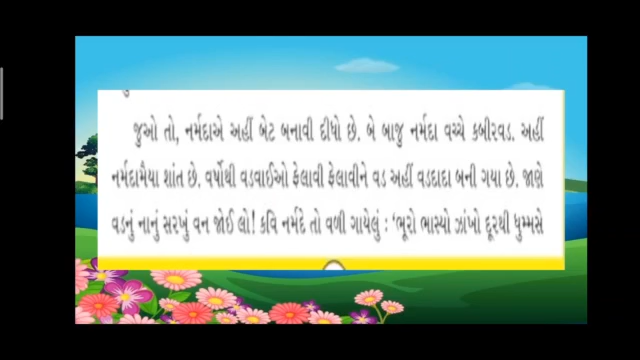 જુઓ તો, નર્મદાએ અહીં બેટ બનાવી દીધો છે. બે બાજુ નર્મદા વચ્ચે કબીરવડ. અહીં
નર્મદામૈયા શાંત છે. વર્ષોથી વડવાઈઓ ફેલાવી ફેલાવીને વડ અહીં વડદાદા બની ગયા છે. જાણે
વડનું નાનું સરખું વન જોઈ લો! કવિ નર્મદે તો વળી ગાયેલું : ‘ભૂરો ભાસ્યો ઝાંખો દૂરથી ધુમ્મસે